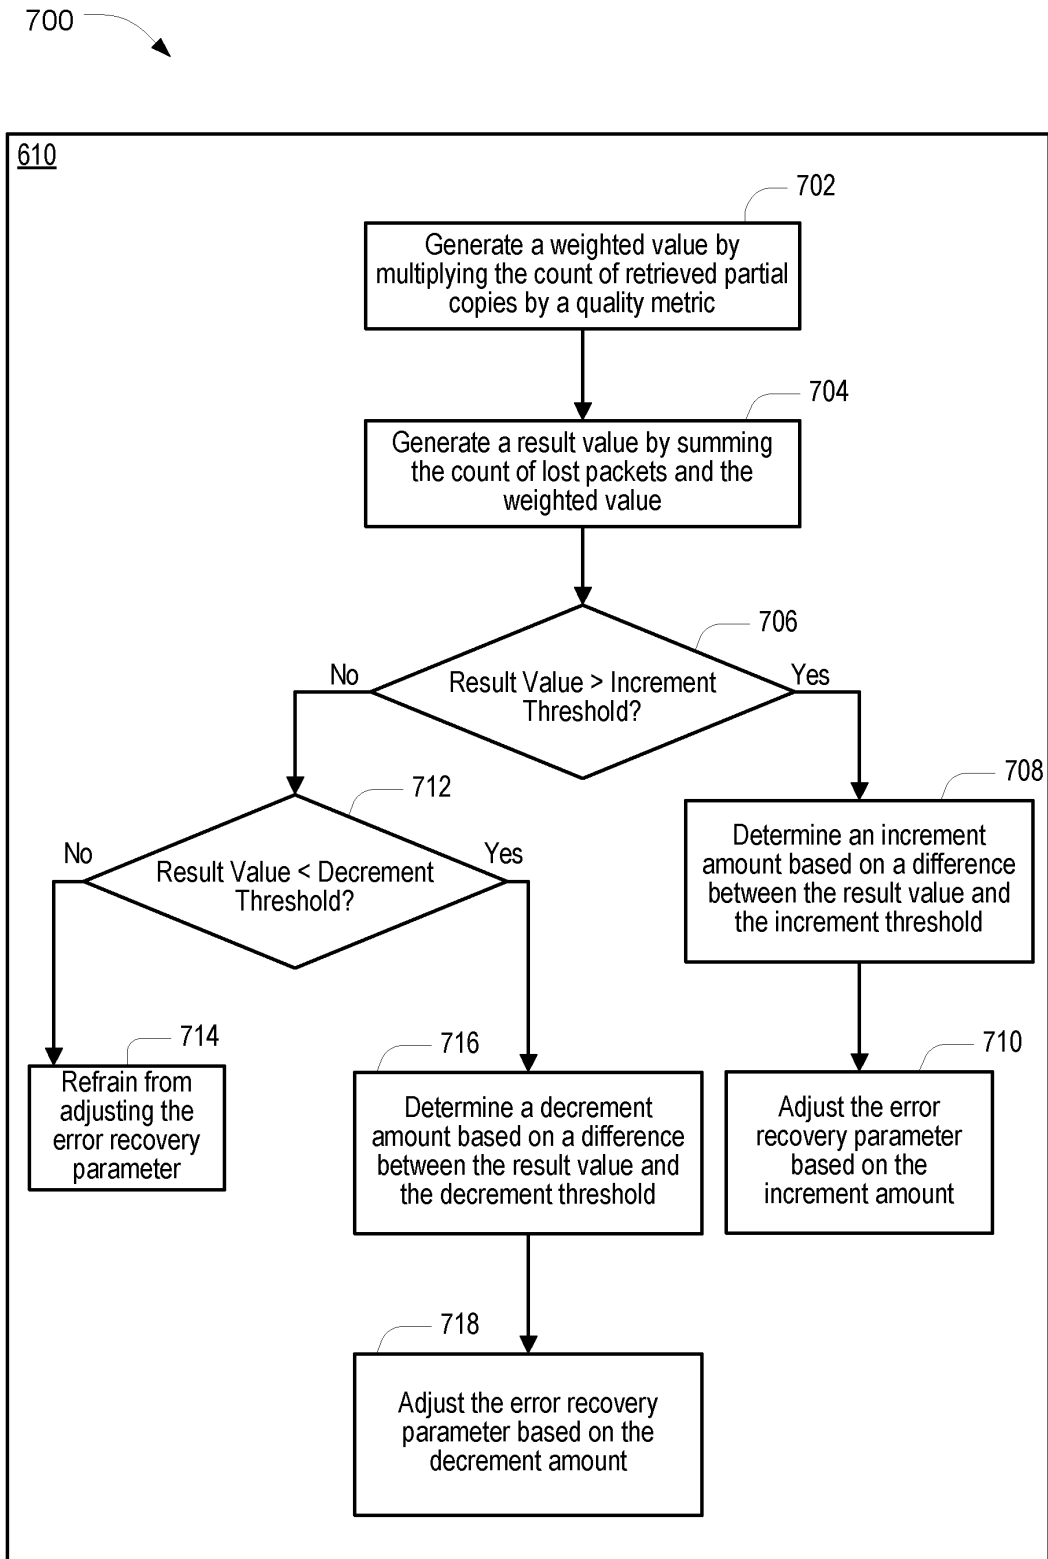 700
610
702
Generate a weighted value by
multiplying the count of retrieved partial
copies by a quality metric
704
Generate a result value by summing
the count of lost packets and the
weighted value
706
No
Result Value > Increment
Threshold?
Yes
712
No
Result Value < Decrement
Threshold?
Yes
708
Determine an increment
amount based on a difference
between the result value and
the increment threshold
714
Refrain from
adjusting the
error recovery
parameter
716
Determine a decrement
amount based on a difference
between the result value and
the decrement threshold
710
Adjust the error
recovery parameter
based on the
increment amount
718
Adjust the error recovery
parameter based on the
decrement amount